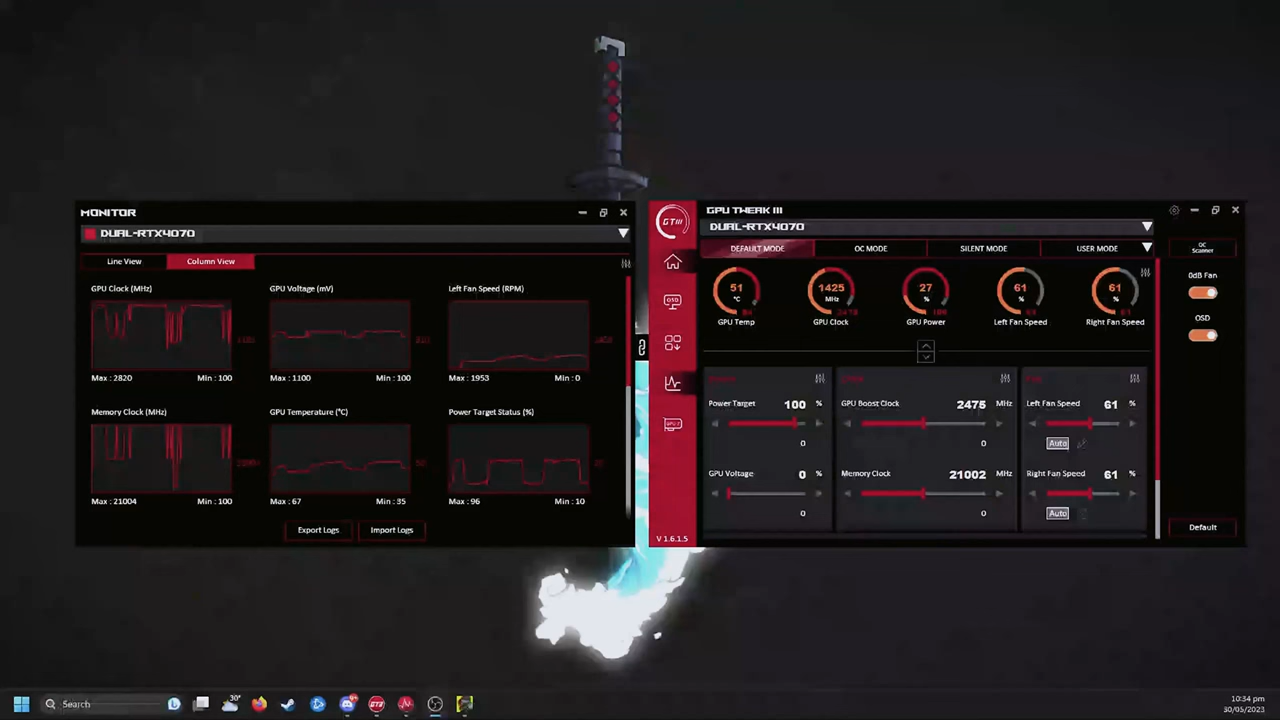 MONITOR
DUAL-RTX4070
Line View
Column View
GPU Clock (MHz)
GPU Voltage (mV)
Left Fan Speed (RPM)
Max : 2820
Min : 100
Max : 1100
Min : 100
Max : 1953
Min : 0
Memory Clock (MHz)
GPU Temperature (°C)
Power Target Status (%)
Max : 21004
Min : 100
Max : 67
Min : 35
Max : 96
Min : 10
Export Logs
Import Logs
GTIII
V 1.6.1.5
GPU TWEAK III
DUAL-RTX4070
DEFAULT MODE
OC MODE
SILENT MODE
USER MODE
OC
Scanner
51
°C
GPU Temp
1425
MHz
GPU Clock
27
%
GPU Power
61
%
Left Fan Speed
61
%
Right Fan Speed
0dB Fan
OSD
OSD
Power Target
100 %
0
GPU Voltage
0 %
0
GPU Boost Clock
2475 MHz
0
Memory Clock
21002 MHz
0
Left Fan Speed
61 %
Auto
Right Fan Speed
61 %
Auto
Default
Search
30°
10:34 pm
30/05/2023